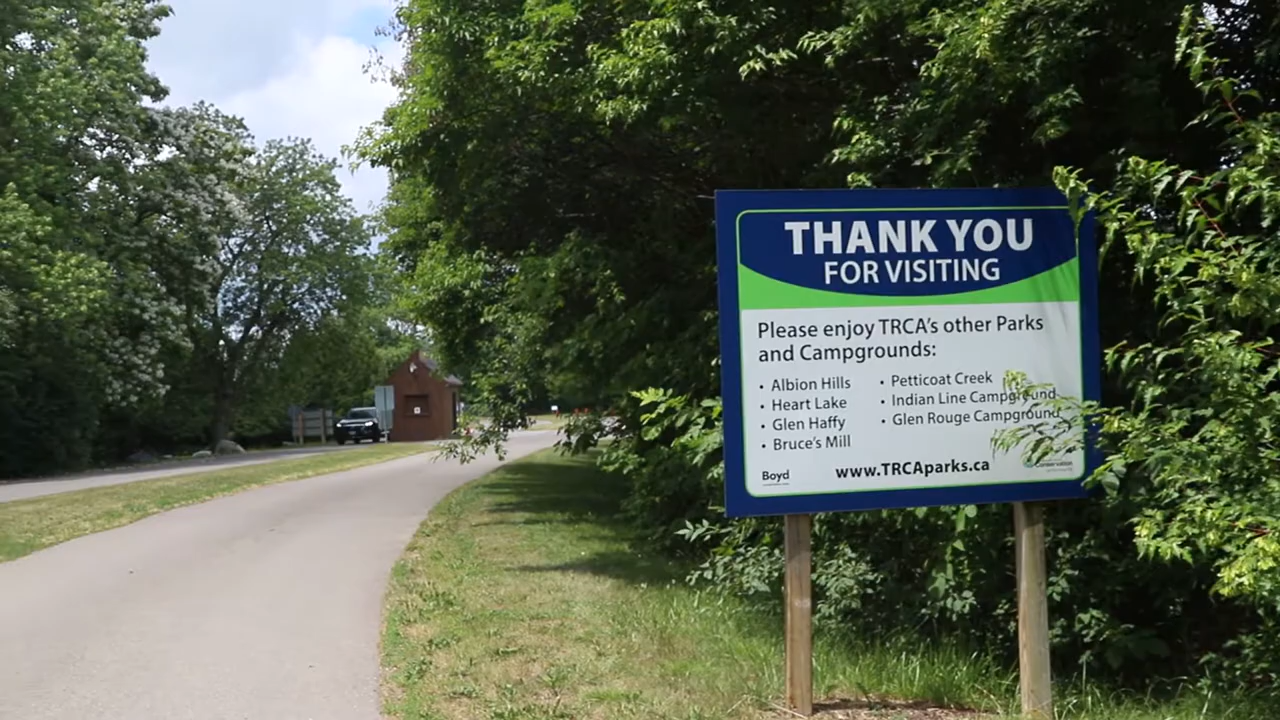 THANK YOU
FOR VISITING
Please enjoy TRCA's other Parks
and Campgrounds:
• Albion Hills
• Heart Lake
• Glen Haffy
• Bruce's Mill
• Petticoat Creek
• Indian Line Campground
• Glen Rouge Campground
Boyd
www.TRCAparks.ca
Conservation